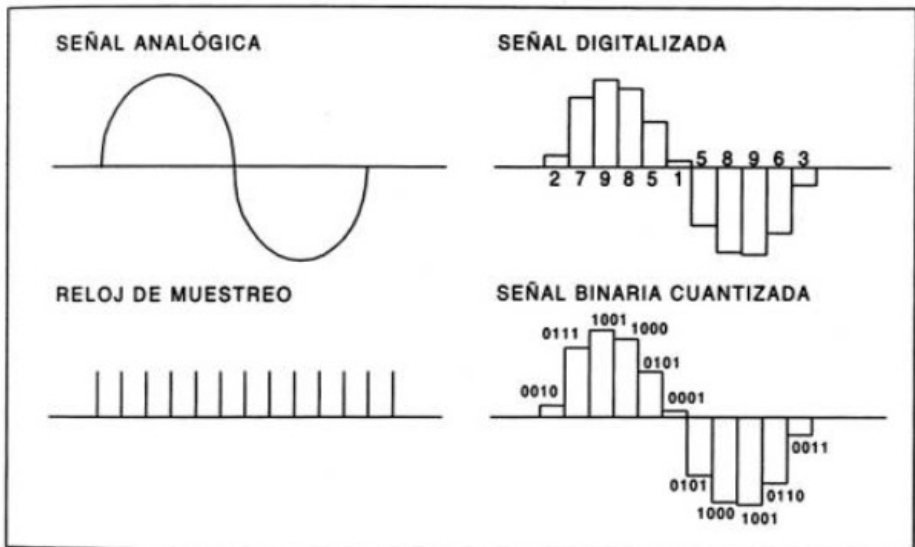 SEÑAL ANALÓGICA
SEÑAL DIGITALIZADA
5 8 9 6 3
2 7 9 8 5 1
RELOJ DE MUESTREO
SEÑAL BINARIA CUANTIZADA
1001
0111
1000
0101
0010
0001
0011
0101
0110
1000
1001